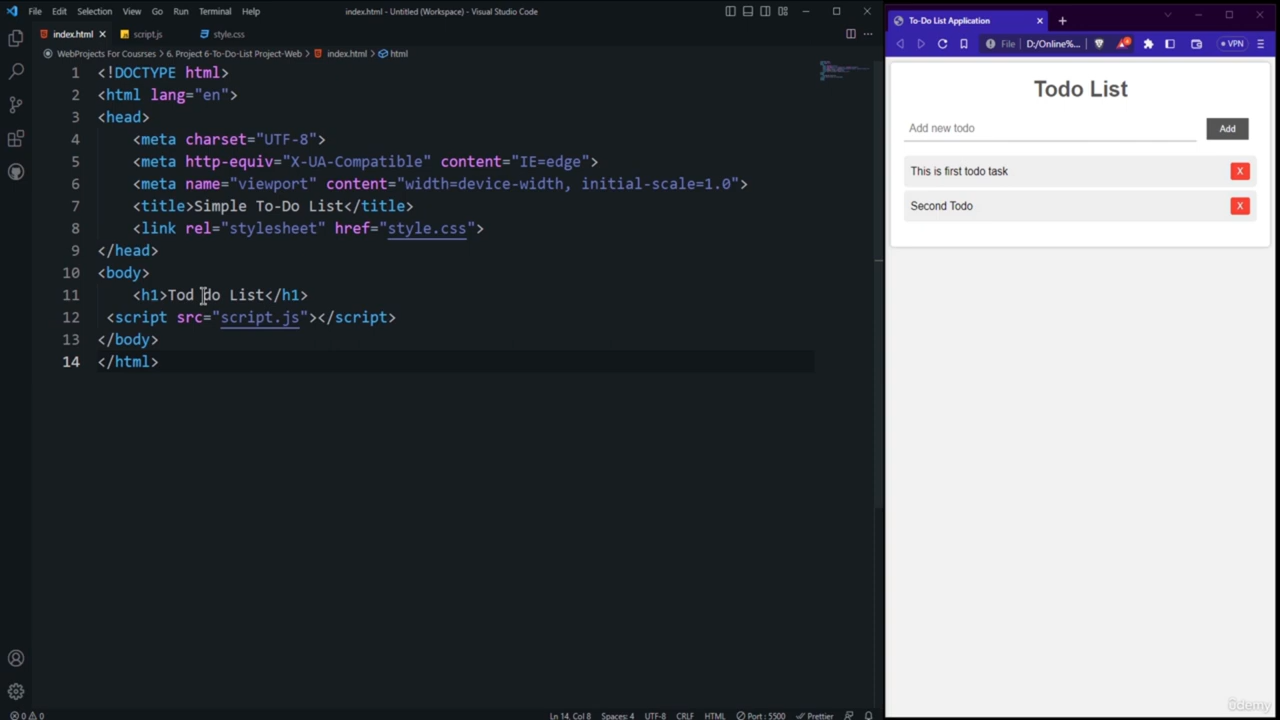 File Edit Selection View Go Run Terminal Help
index.html - Untitled (Workspace) - Visual Studio Code
index.html
script.js
style.css
WebProjects For Coursres > 6. Project 6-To-Do-List Project-Web > index.html > html
1 <!DOCTYPE html>
2 <html lang="en">
3 <head>
4 <meta charset="UTF-8">
5 <meta http-equiv="X-UA-Compatible" content="IE=edge">
6 <meta name="viewport" content="width=device-width, initial-scale=1.0">
7 <title>Simple To-Do List</title>
8 <link rel="stylesheet" href="style.css">
9 </head>
10 <body>
11 <h1>Tod do List</h1>
12 <script src="script.js"></script>
13 </body>
14 </html>
0 0
Ln 14, Col 8 Spaces: 4 UTF-8 CRLF HTML Port : 5500 Prettier
To-Do List Application
File D:/Online%... VPN
Todo List
Add new todo
Add
This is first todo task X
Second Todo X
ûdemy